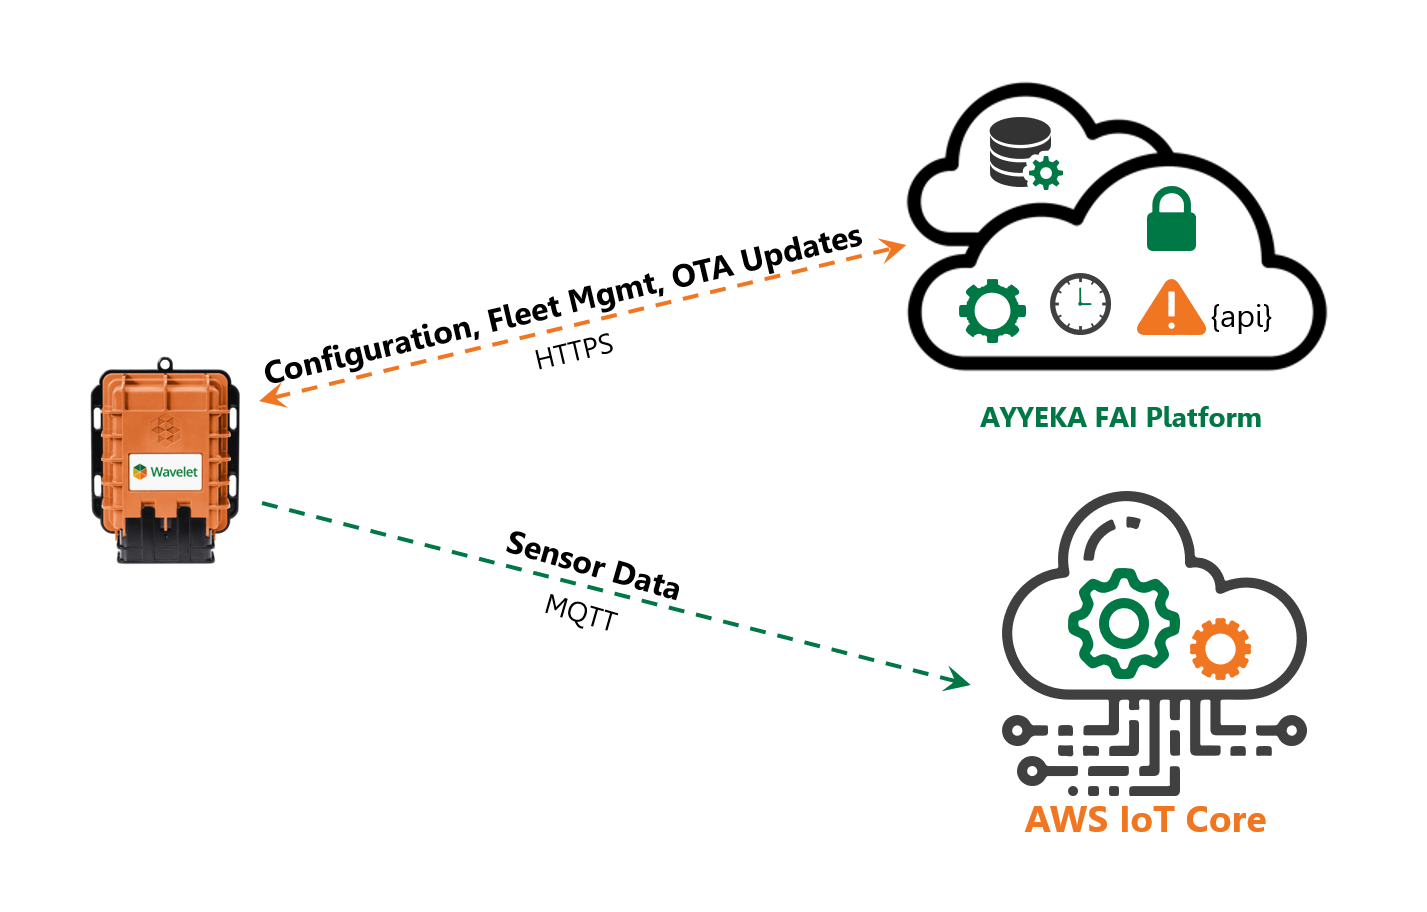 Configuration, Fleet Mgmt, OTA Updates
HTTPS
{api}
AYYEKA FAI Platform
Wavelet
Sensor Data
MQTT
AWS IoT Core